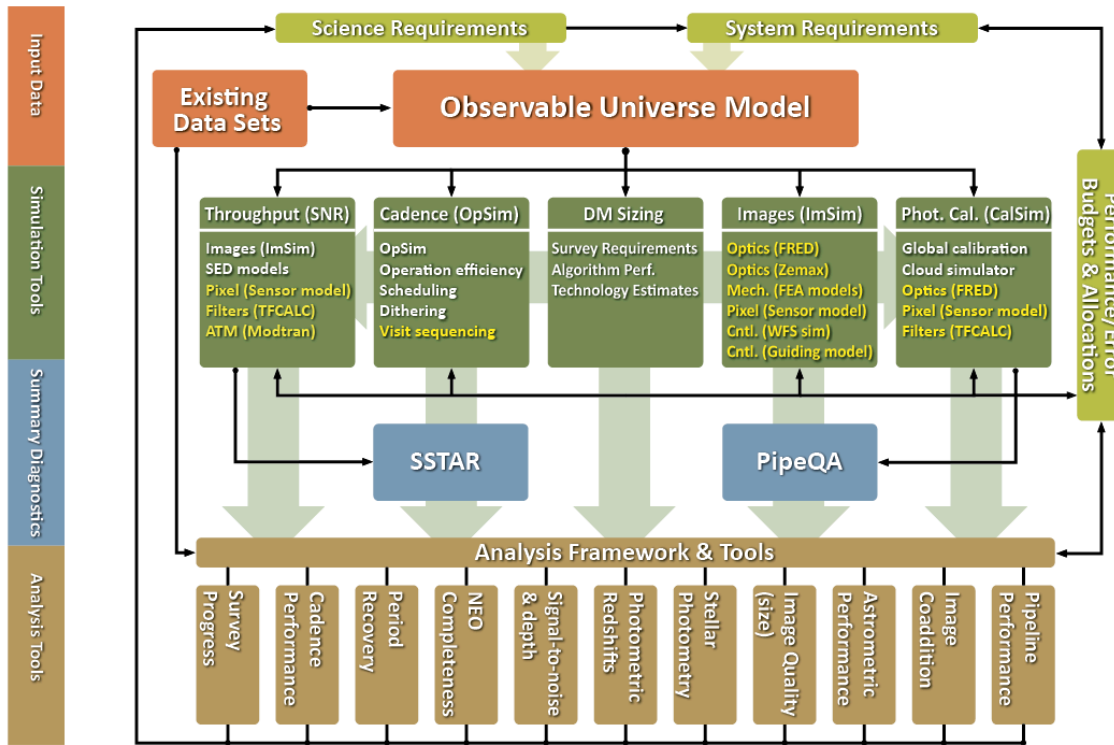 Science Requirements
System Requirements
Input Data
Existing
Data Sets
Observable Universe Model
Performance/Error
Budgets & Allocations
Simulation Tools
Throughput (SNR)
Images (ImSim)
SED models
Pixel (Sensor model)
Filters (TFCALC)
ATM (Modtran)
Cadence (OpSim)
OpSim
Operation efficiency
Scheduling
Dithering
Visit sequencing
DM Sizing
Survey Requirements
Algorithm Perf.
Technology Estimates
Images (ImSim)
Optics (FRED)
Optics (Zemax)
Mech. (FEA models)
Pixel (Sensor model)
Cntl. (WFS sim)
Cntl. (Guiding model)
Phot. Cal. (CalSim)
Global calibration
Cloud simulator
Optics (FRED)
Pixel (Sensor model)
Filters (TFCALC)
Summary Diagnostics
SSTAR
PipeQA
Analysis Tools
Analysis Framework & Tools
Survey
Progress
Cadence
Performance
Period
Recovery
NEO
Completeness
Signal-to-noise
& depth
Photometric
Redshifts
Stellar
Photometry
Image Quality
(size)
Astrometric
Performance
Image
Coaddition
Pipeline
Performance